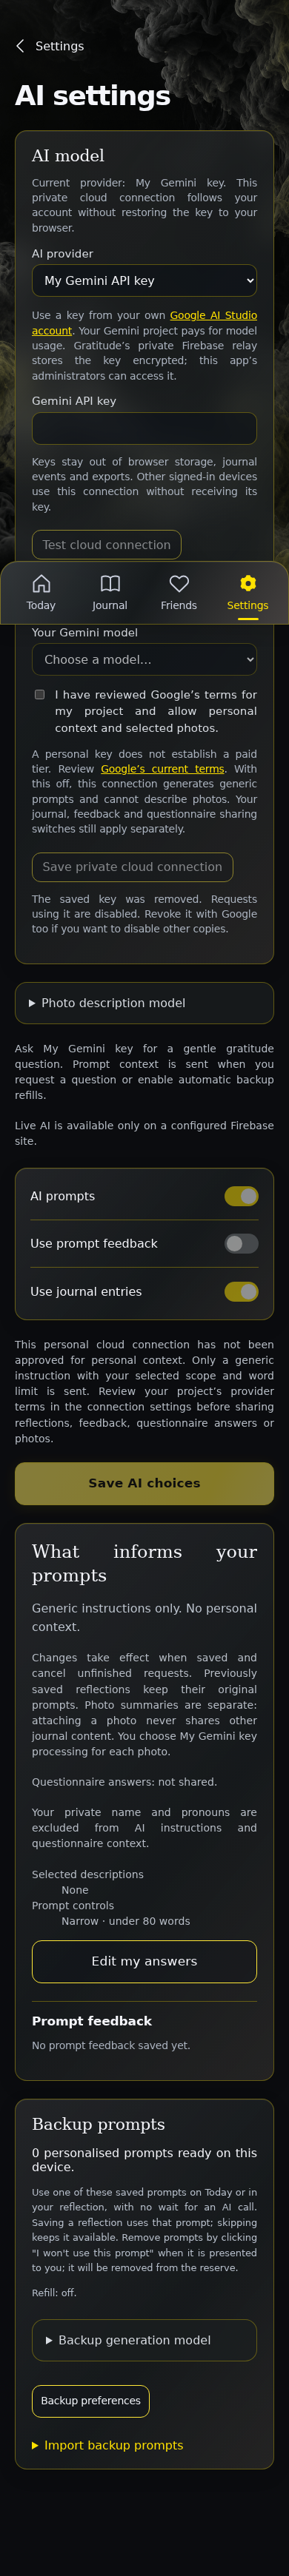 Settings
AI settings
AI model
Current provider: My Gemini key. This
private cloud connection follows your
account without restoring the key to your
browser.
AI provider
My Gemini API key
Use a key from your own Google AI Studio
account. Your Gemini project pays for model
usage. Gratitude’s private Firebase relay
stores the key encrypted; this app’s
administrators can access it.
Gemini API key
Keys stay out of browser storage, journal
events and exports. Other signed-in devices
use this connection without receiving its
key.
Test cloud connection
Today
Journal
Friends
Settings
Your Gemini model
Choose a model…
I have reviewed Google’s terms for
my project and allow personal
context and selected photos.
A personal key does not establish a paid
tier. Review Google’s current terms. With
this off, this connection generates generic
prompts and cannot describe photos. Your
journal, feedback and questionnaire sharing
switches still apply separately.
Save private cloud connection
The saved key was removed. Requests
using it are disabled. Revoke it with Google
too if you want to disable other copies.
Photo description model
Ask My Gemini key for a gentle gratitude
question. Prompt context is sent when you
request a question or enable automatic backup
refills.
Live AI is available only on a configured Firebase
site.
AI prompts
Use prompt feedback
Use journal entries
This personal cloud connection has not been
approved for personal context. Only a generic
instruction with your selected scope and word
limit is sent. Review your project’s provider
terms in the connection settings before sharing
reflections, feedback, questionnaire answers or
photos.
Save AI choices
What informs your
prompts
Generic instructions only. No personal
context.
Changes take effect when saved and
cancel unfinished requests. Previously
saved reflections keep their original
prompts. Photo summaries are separate:
attaching a photo never shares other
journal content. You choose My Gemini key
processing for each photo.
Questionnaire answers: not shared.
Your private name and pronouns are
excluded from AI instructions and
questionnaire context.
Selected descriptions
None
Prompt controls
Narrow · under 80 words
Edit my answers
Prompt feedback
No prompt feedback saved yet.
Backup prompts
0 personalised prompts ready on this
device.
Use one of these saved prompts on Today or in
your reflection, with no wait for an AI call.
Saving a reflection uses that prompt; skipping
keeps it available. Remove prompts by clicking
"I won't use this prompt" when it is presented
to you; it will be removed from the reserve.
Refill: off.
Backup generation model
Backup preferences
Import backup prompts